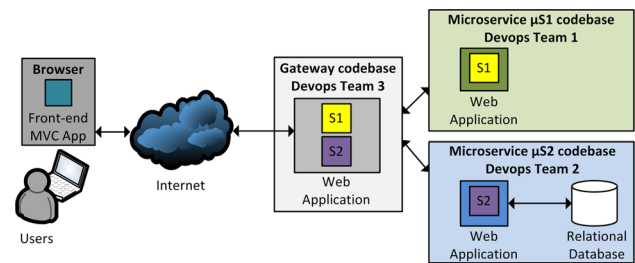 Browser
Front-end
MVC App
Users
Internet
Gateway codebase
Devops Team 3
S1
S2
Web
Application
Microservice µS1 codebase
Devops Team 1
S1
Web
Application
Microservice µS2 codebase
Devops Team 2
S2
Web
Application
Relational
Database